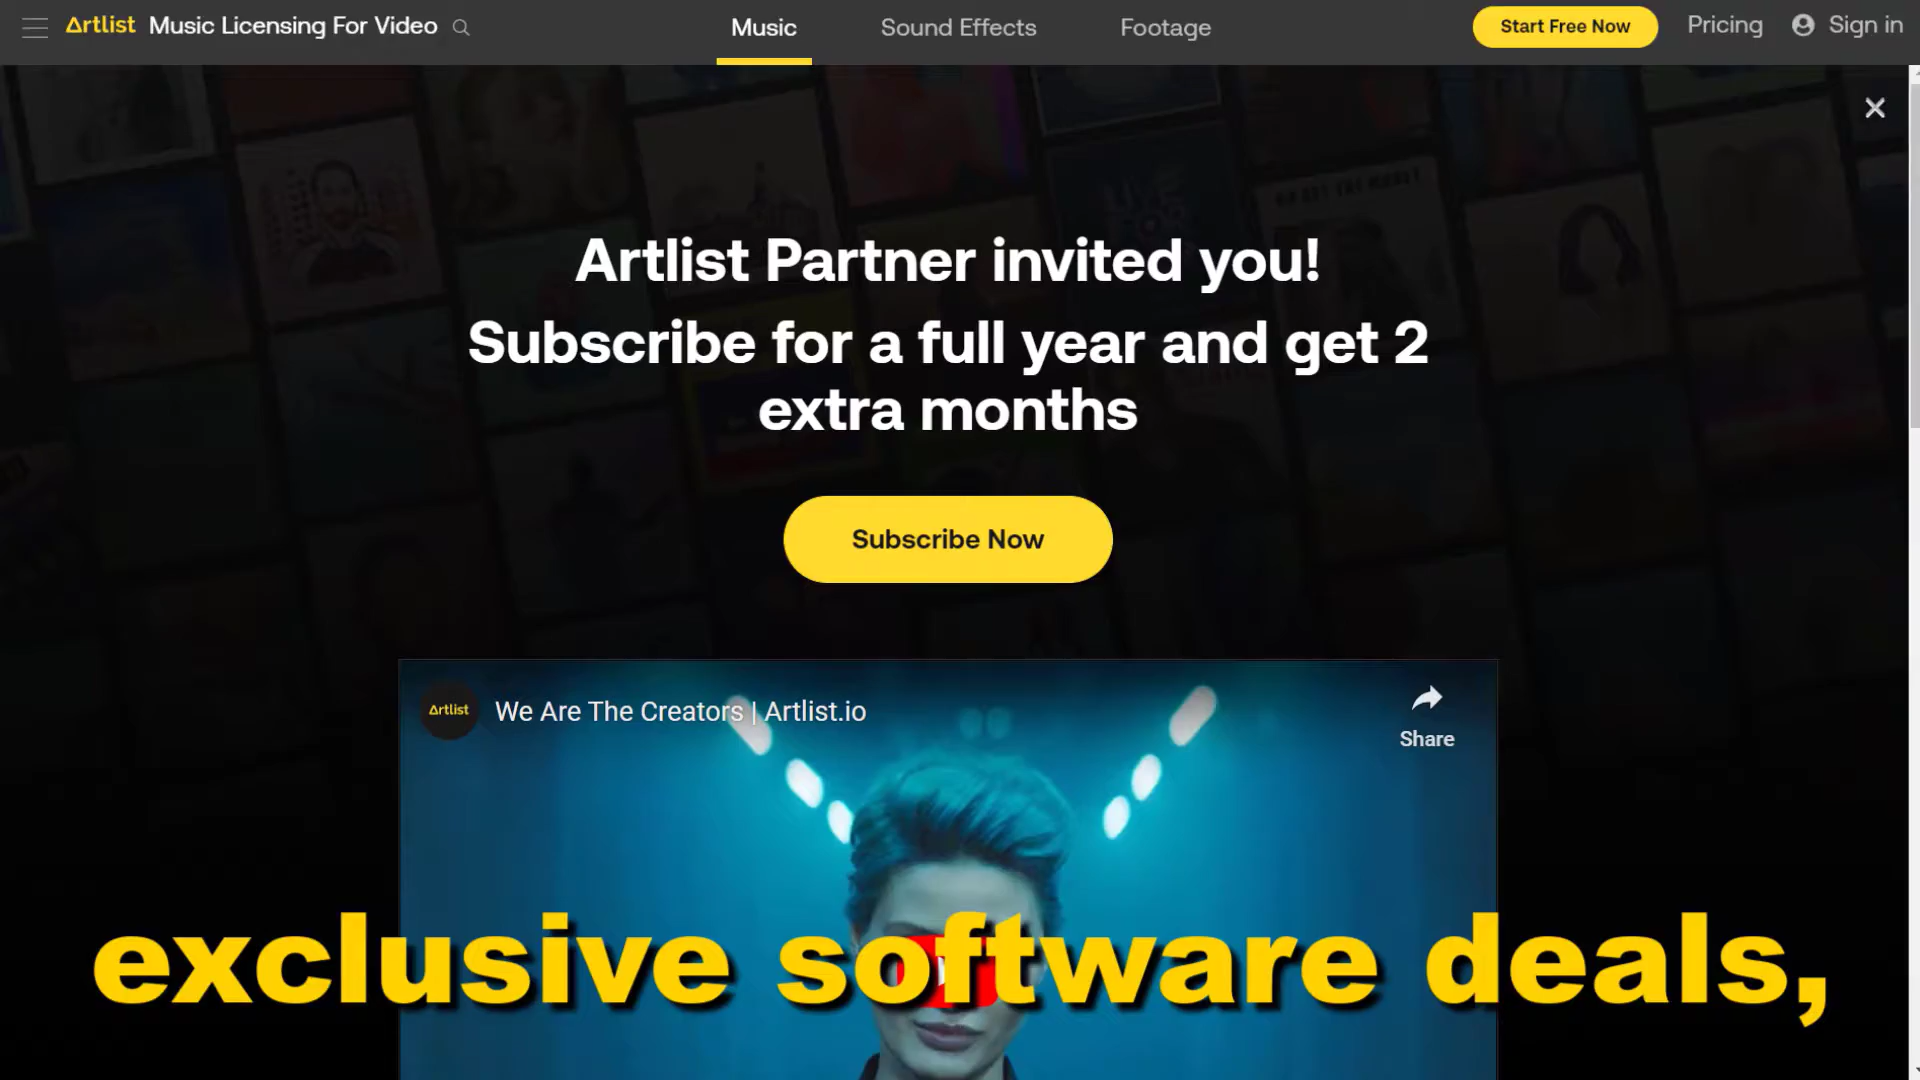 Artlist Music Licensing For Video
Music
Sound Effects
Footage
Start Free Now
Pricing
Sign in
Artlist Partner invited you!
Subscribe for a full year and get 2
extra months
Subscribe Now
Artlist
We Are The Creators | Artlist.io
Share
exclusive software deals,